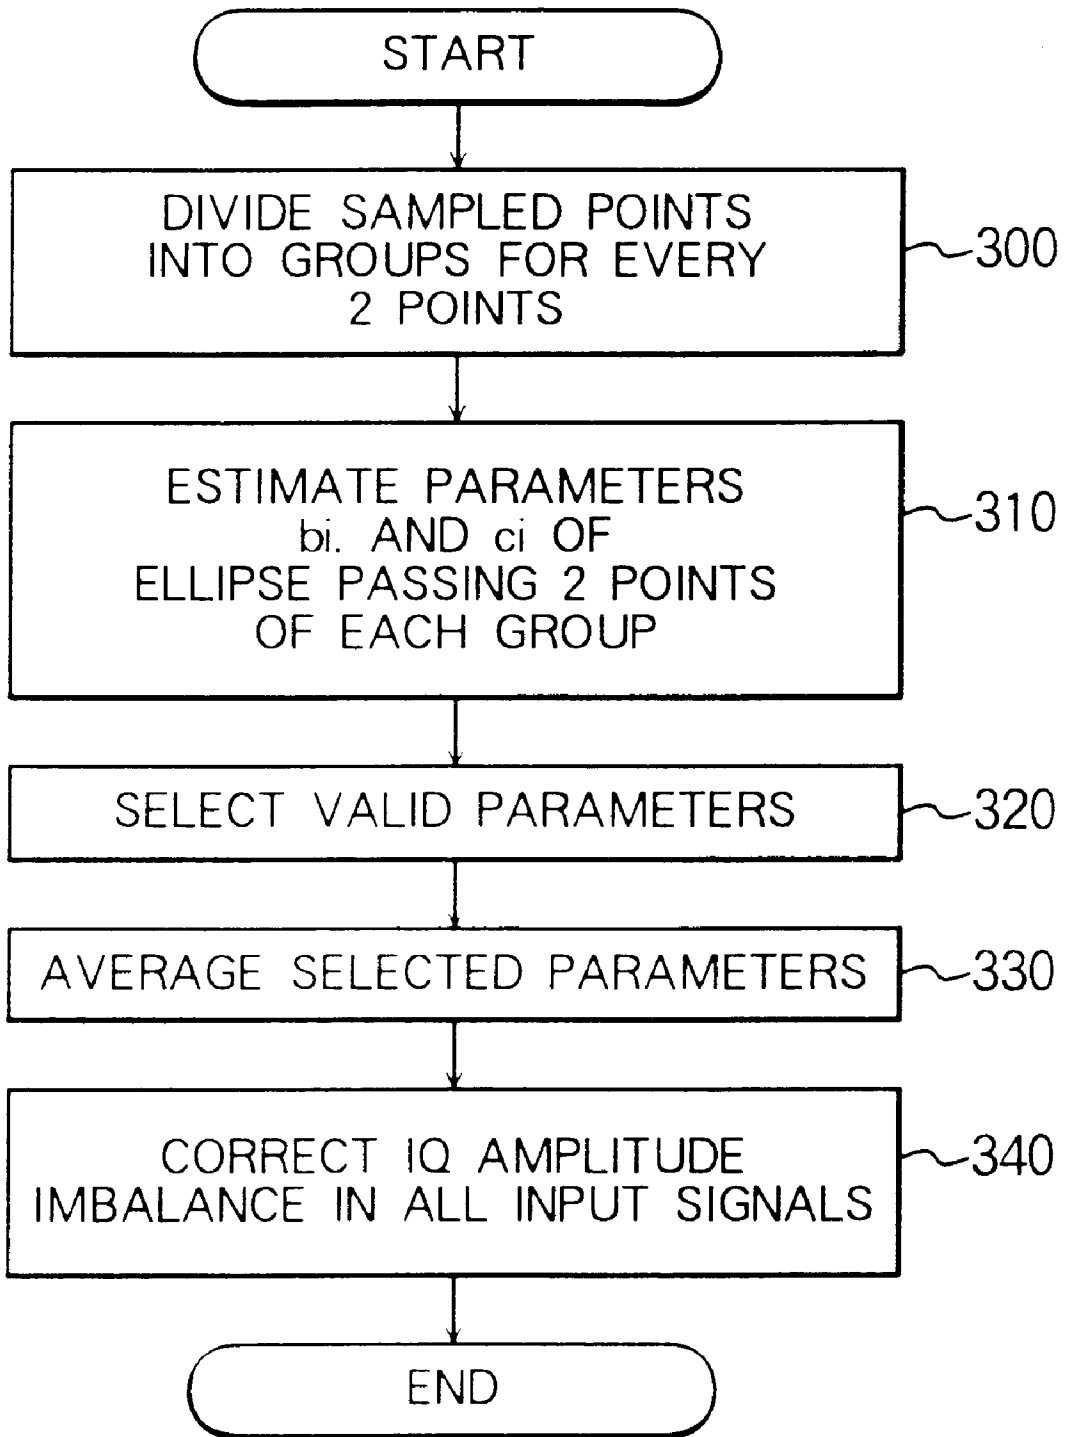 START
DIVIDE SAMPLED POINTS
INTO GROUPS FOR EVERY
2 POINTS
300
ESTIMATE PARAMETERS
bi. AND ci OF
ELLIPSE PASSING 2 POINTS
OF EACH GROUP
310
SELECT VALID PARAMETERS
320
AVERAGE SELECTED PARAMETERS
330
CORRECT IQ AMPLITUDE
IMBALANCE IN ALL INPUT SIGNALS
340
END